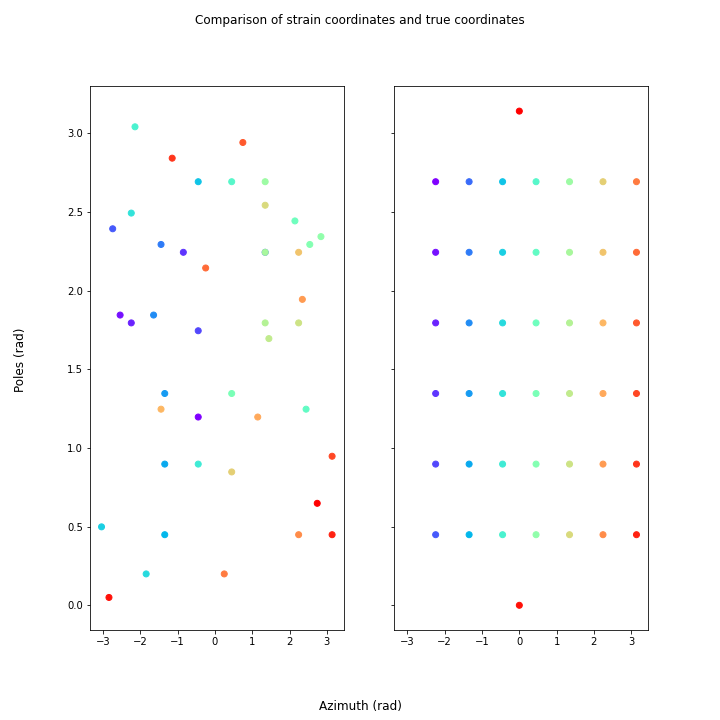 Comparison of strain coordinates and true coordinates
Poles (rad)
3.0
2.5
2.0
1.5
1.0
0.5
0.0
−3 −2 −1 0 1 2 3
−3 −2 −1 0 1 2 3
Azimuth (rad)